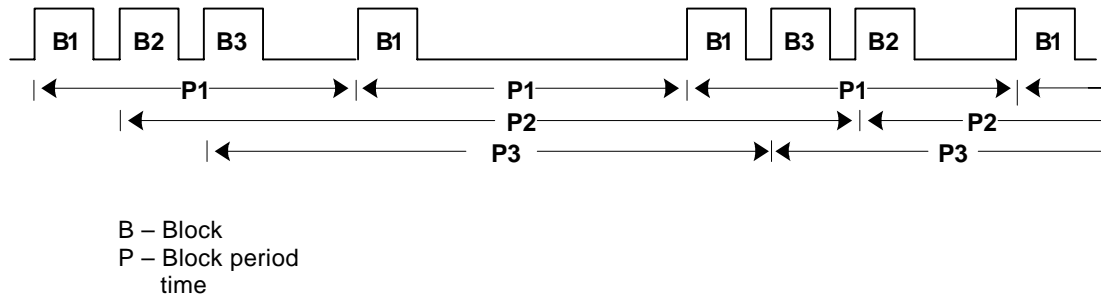 B1 B2 B3 B1 B1 B3 B2 B1
P1 P1 P1
P2 P2
P3 P3
B – Block
P – Block period
time